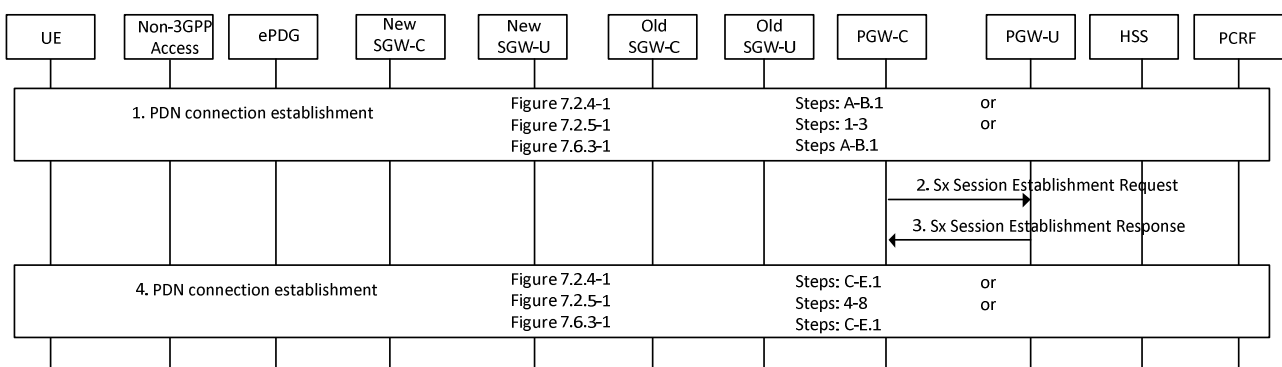 UE
Non-3GPP
Access
ePDG
New
SGW-C
New
SGW-U
Old
SGW-C
Old
SGW-U
PGW-C
PGW-U
HSS
PCRF
1. PDN connection establishment
Figure 7.2.4-1 Steps: A-B.1 or
Figure 7.2.5-1 Steps: 1-3 or
Figure 7.6.3-1 Steps A-B.1
2. Sx Session Establishment Request
3. Sx Session Establishment Response
4. PDN connection establishment
Figure 7.2.4-1 Steps: C-E.1 or
Figure 7.2.5-1 Steps: 4-8 or
Figure 7.6.3-1 Steps: C-E.1